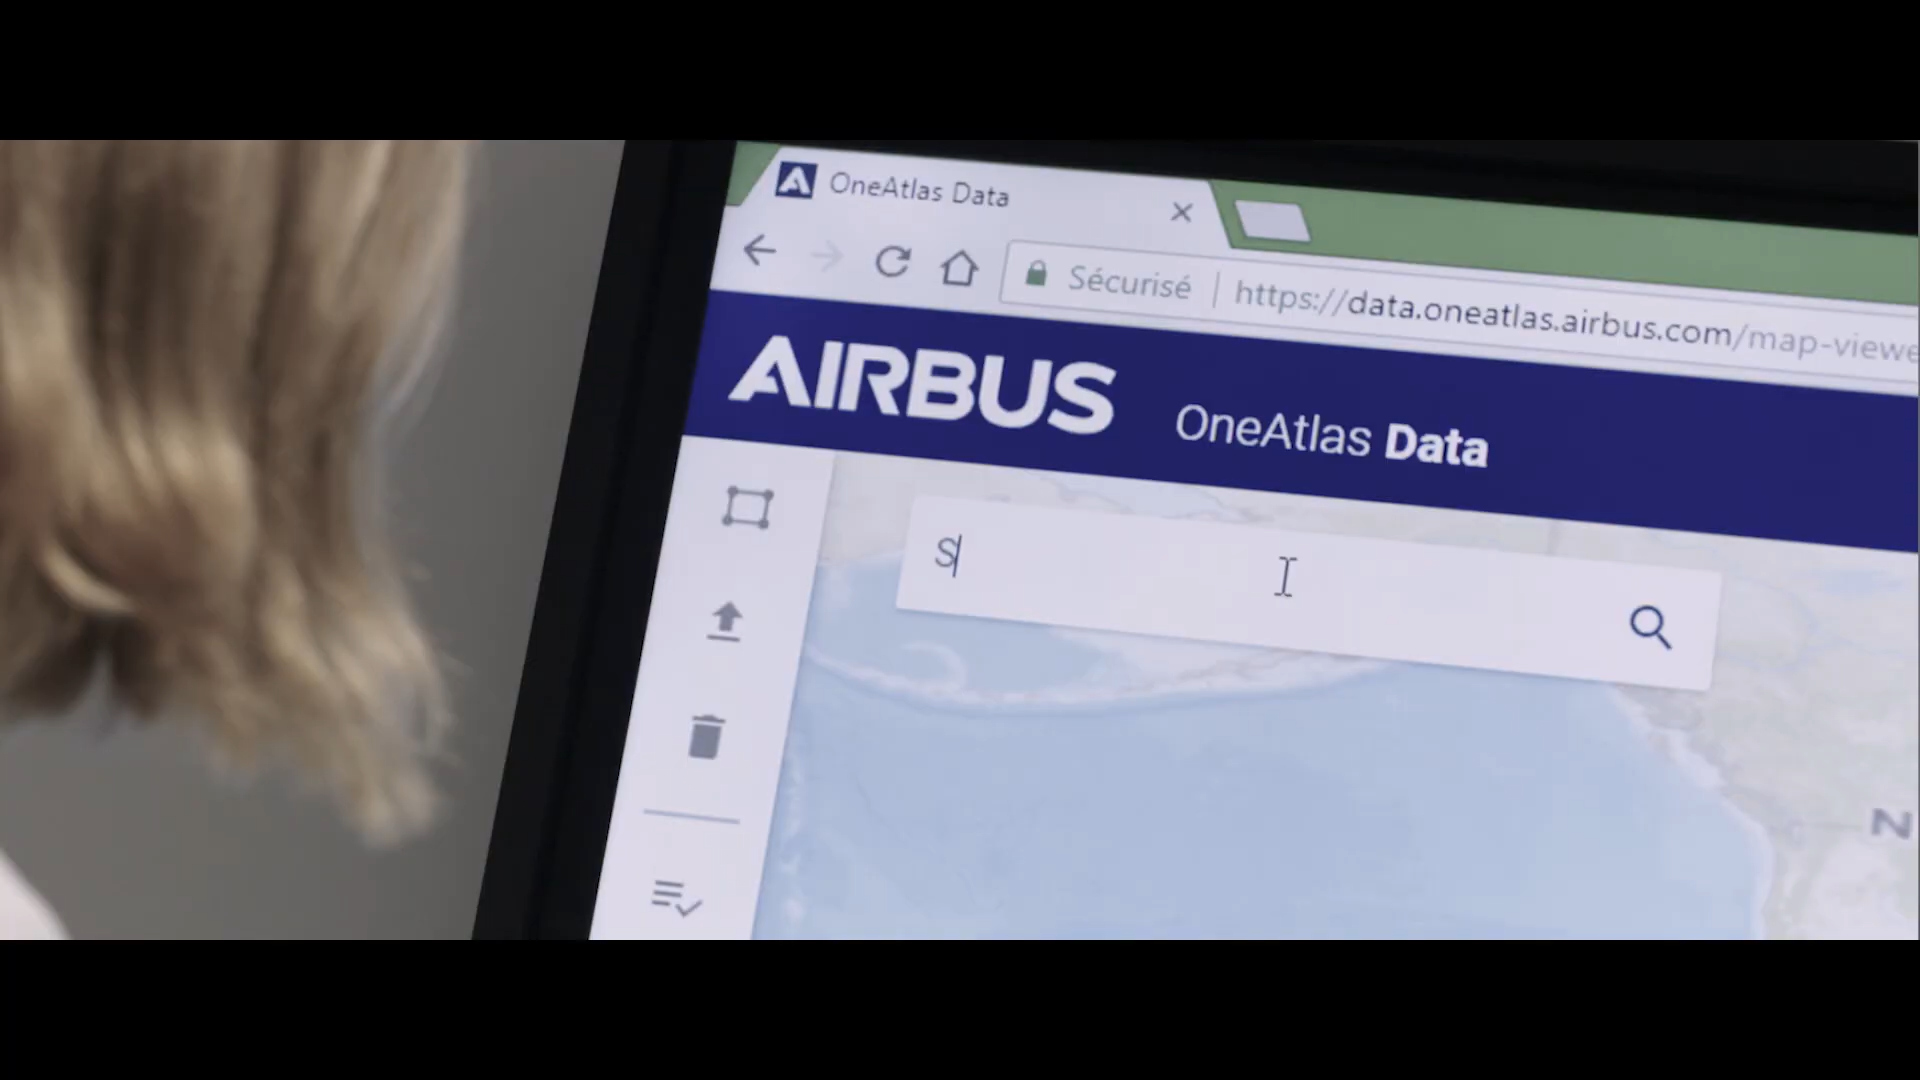 OneAtlas Data
Sécurisé
https://data.oneatlas.airbus.com/map-viewe
AIRBUS
OneAtlas Data
S
N